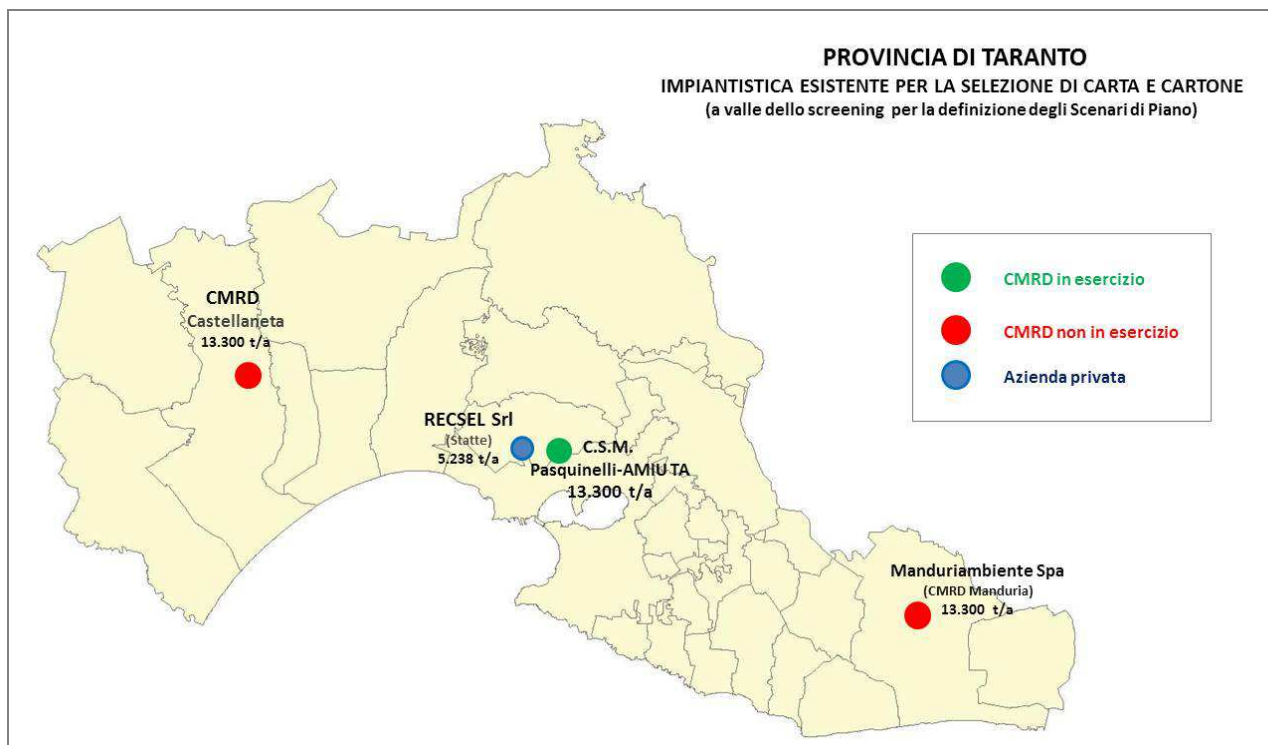 PROVINCIA DI TARANTO
IMPIANTISTICA ESISTENTE PER LA SELEZIONE DI CARTA E CARTONE
(a valle dello screening per la definizione degli Scenari di Piano)
CMRD in esercizio
CMRD non in esercizio
Azienda privata
CMRD
Castellaneta
13.300 t/a
RECSEL Srl
(Statte)
5.238 t/a
C.S.M.
Pasquinelli-AMIU TA
13.300 t/a
Manduriambiente Spa
(CMRD Manduria)
13.300 t/a